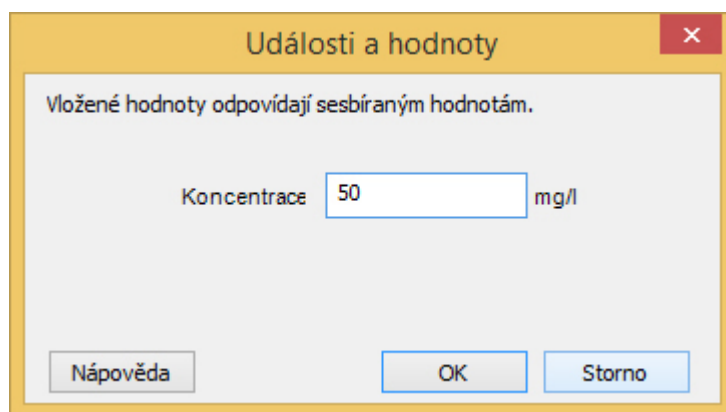 Události a hodnoty
Vložené hodnoty odpovídají sesbíraným hodnotám.
Koncentrace 50 mg/l
Nápověda OK Storno